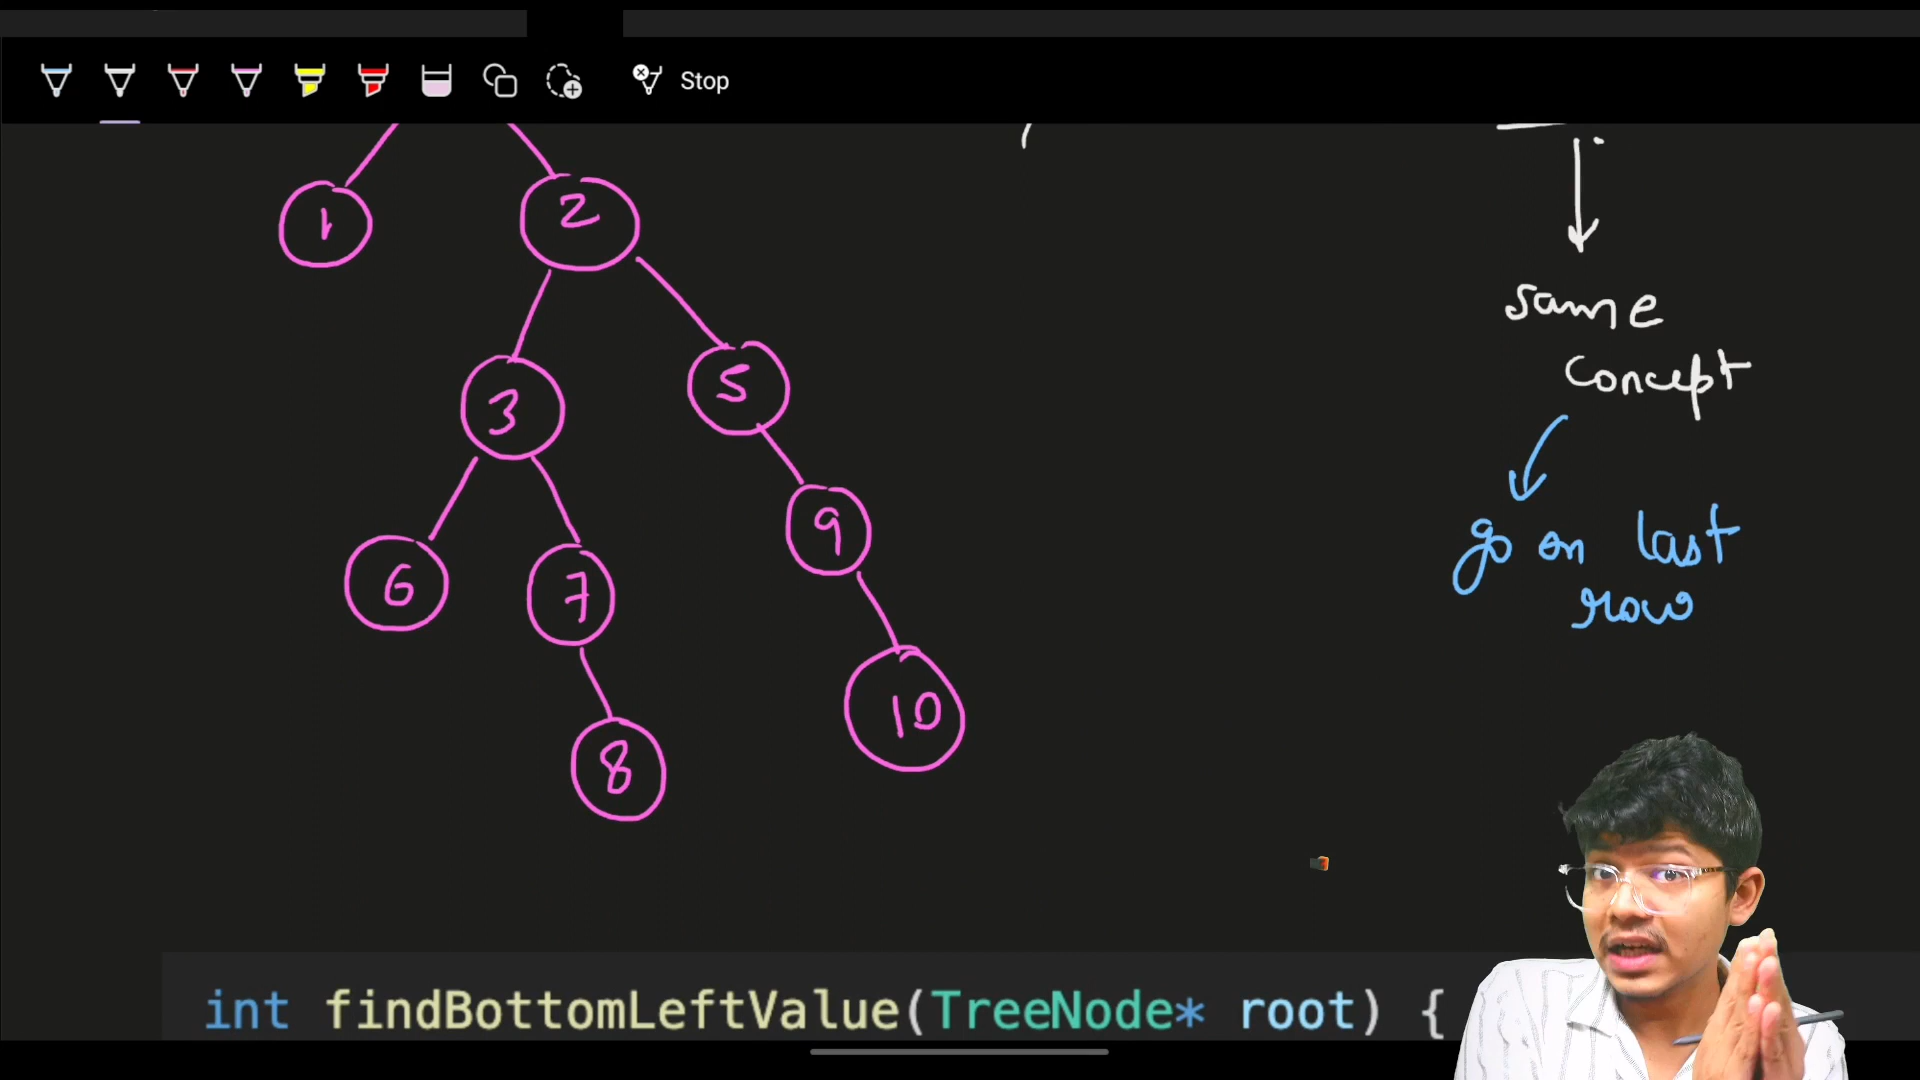 Stop
1
2
same
concept
3
5
go on last
row
9
6
7
8
10
int findBottomLeftValue(TreeNode* root) {